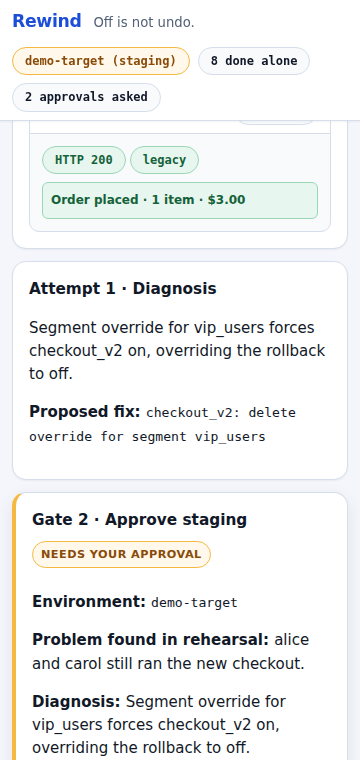 Rewind Off is not undo.
demo-target (staging) 8 done alone
2 approvals asked
HTTP 200 legacy
Order placed · 1 item · $3.00
Attempt 1 · Diagnosis
Segment override for vip_users forces
checkout_v2 on, overriding the rollback
to off.
Proposed fix: checkout_v2: delete
override for segment vip_users
Gate 2 · Approve staging
NEEDS YOUR APPROVAL
Environment: demo-target
Problem found in rehearsal: alice
and carol still ran the new checkout.
Diagnosis: Segment override for
vip_users forces checkout_v2 on,
overriding the rollback to off.